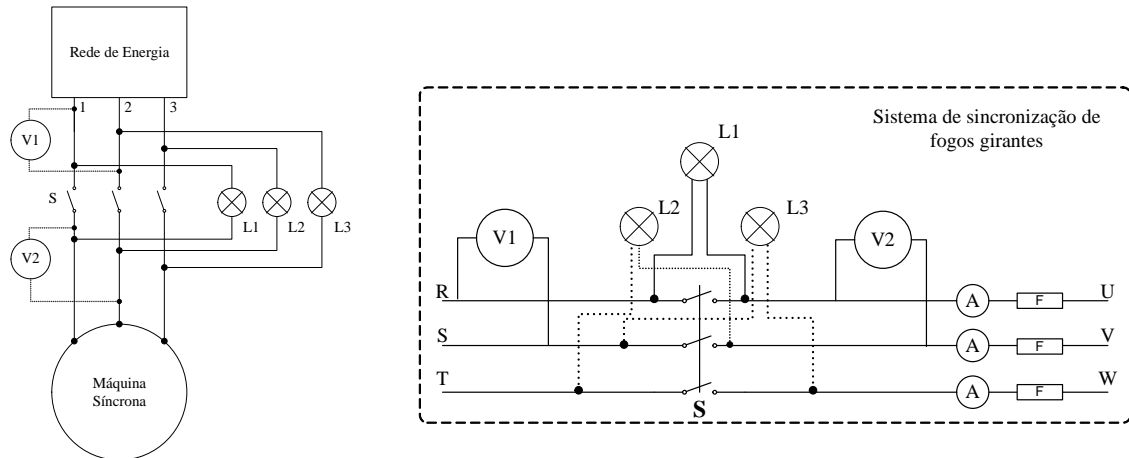 Rede de Energia
1
2
3
V1
S
L1
L2
L3
V2
Máquina
Síncrona
Sistema de sincronização de
fogos girantes
L1
L2
L3
V1
V2
R
A
F
U
S
A
F
V
T
A
F
W
S